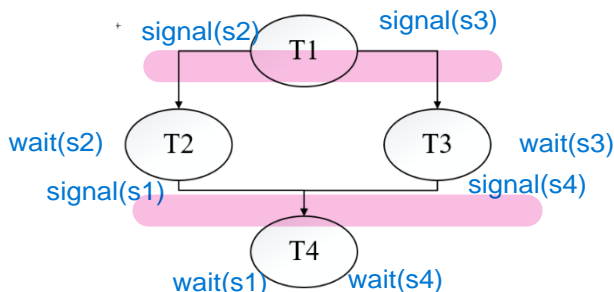 signal(s2)
T1
signal(s3)
wait(s2)
T2
T3
wait(s3)
signal(s1)
signal(s4)
T4
wait(s1)
wait(s4)